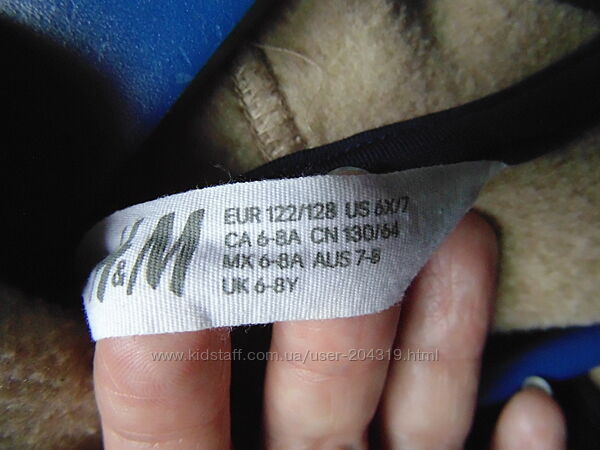 H&M
EUR 122/128 US 6X/7
CA 6-8A CN 130/64
MX 6-8A AUS 7-8
UK 6-8Y
www.kidstaff.com.ua/user-204319.html